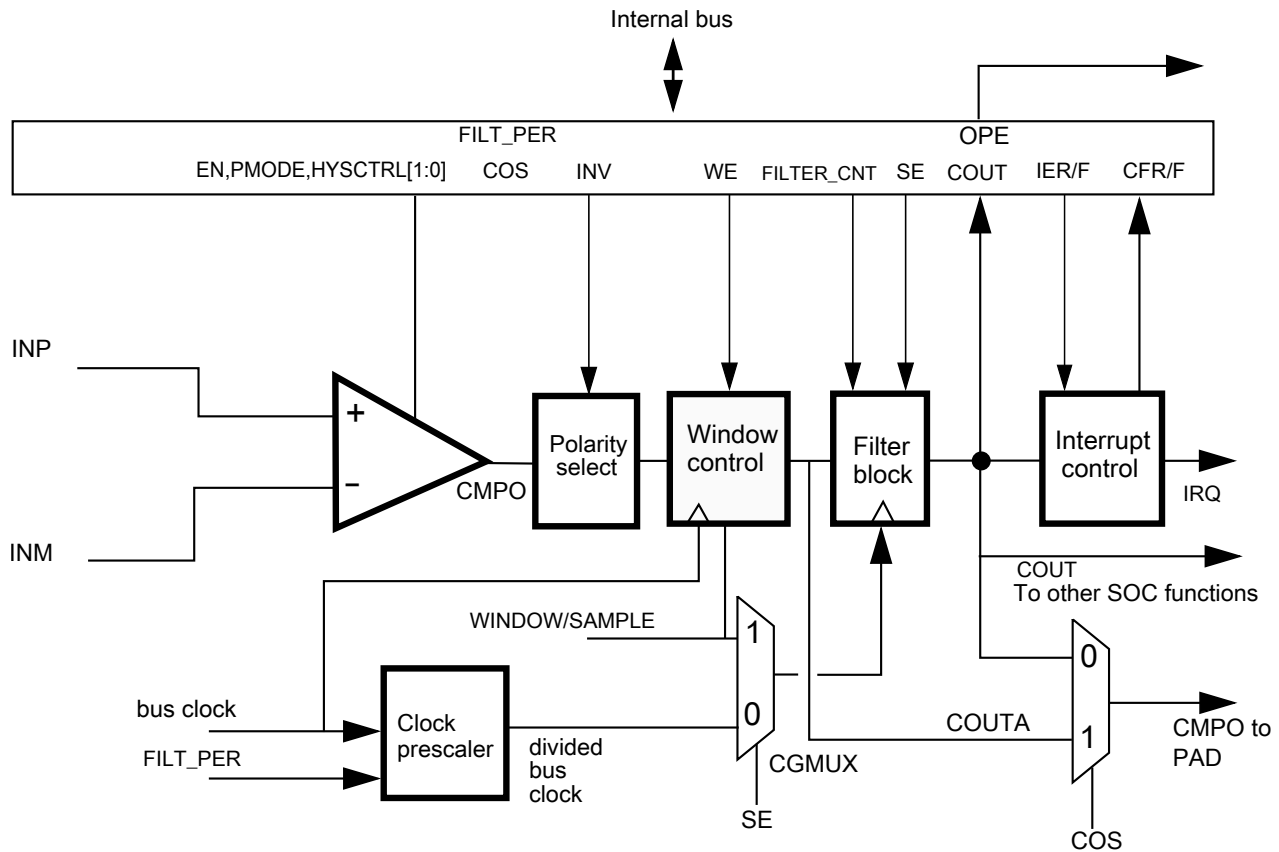 Internal bus
FILT_PER
OPE
EN,PMODE,HYSCTRL[1:0]
COS
INV
WE
FILTER_CNT
SE
COUT
IER/F
CFR/F
INP
+
−
INM
CMPO
Polarity
select
Window
control
Filter
block
Interrupt
control
IRQ
COUT
To other SOC functions
WINDOW/SAMPLE
1
0
bus clock
FILT_PER
Clock
prescaler
divided
bus
clock
CGMUX
SE
COUTA
0
1
CMPO to
PAD
COS